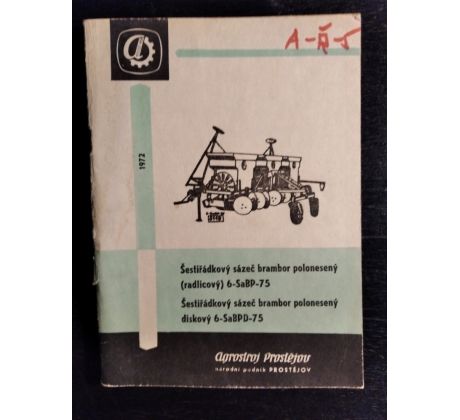 A-Ř-J
1972
Šestiřádkový sázeč brambor polonesený
(radlicový) 6-SaBP-75
Šestiřádkový sázeč brambor polonesený
diskový 6-SaBPD-75
agrostroj Prostějov
národní podnik PROSTĚJOV